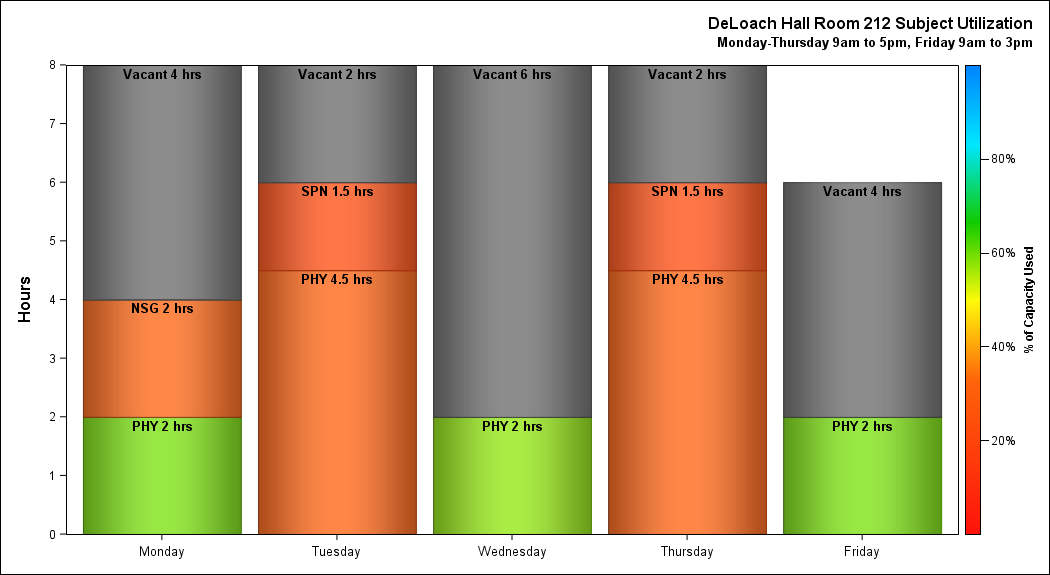 DeLoach Hall Room 212 Subject Utilization
Monday-Thursday 9am to 5pm, Friday 9am to 3pm
Hours
8
7
6
5
4
3
2
1
0
Vacant 4 hrs
NSG 2 hrs
PHY 2 hrs
Vacant 2 hrs
SPN 1.5 hrs
PHY 4.5 hrs
Vacant 6 hrs
PHY 2 hrs
Vacant 2 hrs
SPN 1.5 hrs
PHY 4.5 hrs
Vacant 4 hrs
PHY 2 hrs
Monday
Tuesday
Wednesday
Thursday
Friday
80%
60%
40%
20%
% of Capacity Used